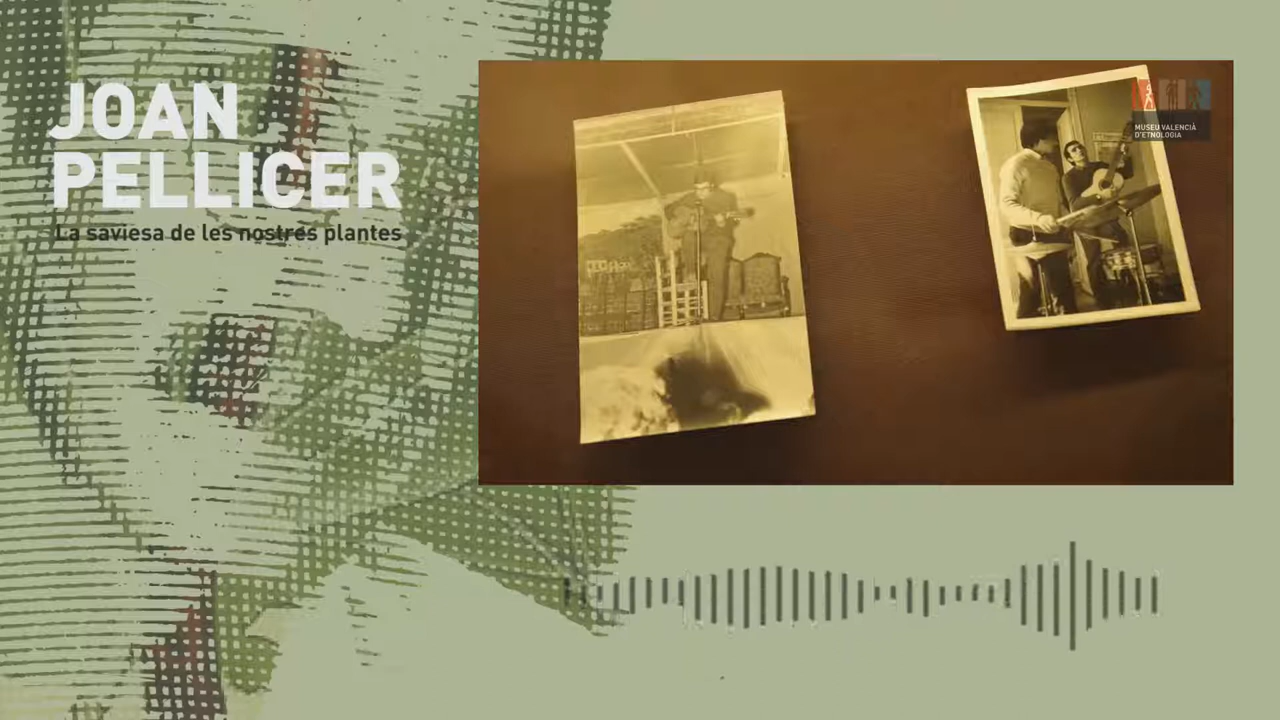 JOAN
PELLICER
La saviesa de les nostres plantes
MUSEU VALENCIÀ
D'ETNOLOGIA